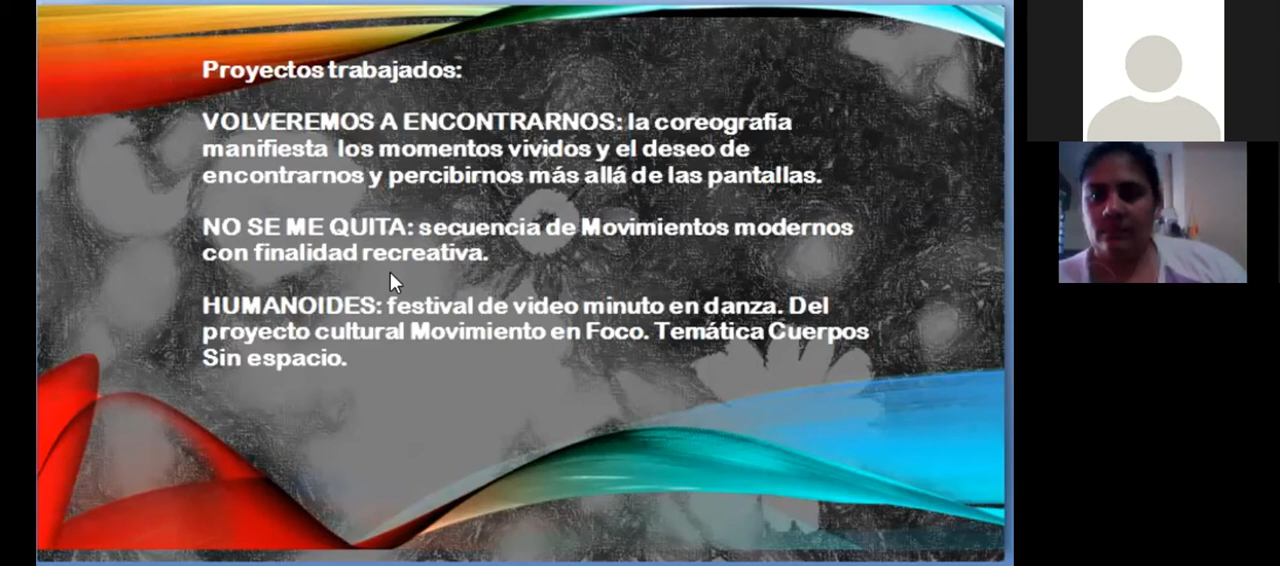 Proyectos trabajados:
VOLVEREMOS A ENCONTRARNOS: la coreografía
manifiesta los momentos vividos y el deseo de
encontrarnos y percibirnos más allá de las pantallas.
NO SE ME QUITA: secuencia de Movimientos modernos
con finalidad recreativa.
HUMANOIDES: festival de video minuto en danza. Del
proyecto cultural Movimiento en Foco. Temática Cuerpos
Sin espacio.